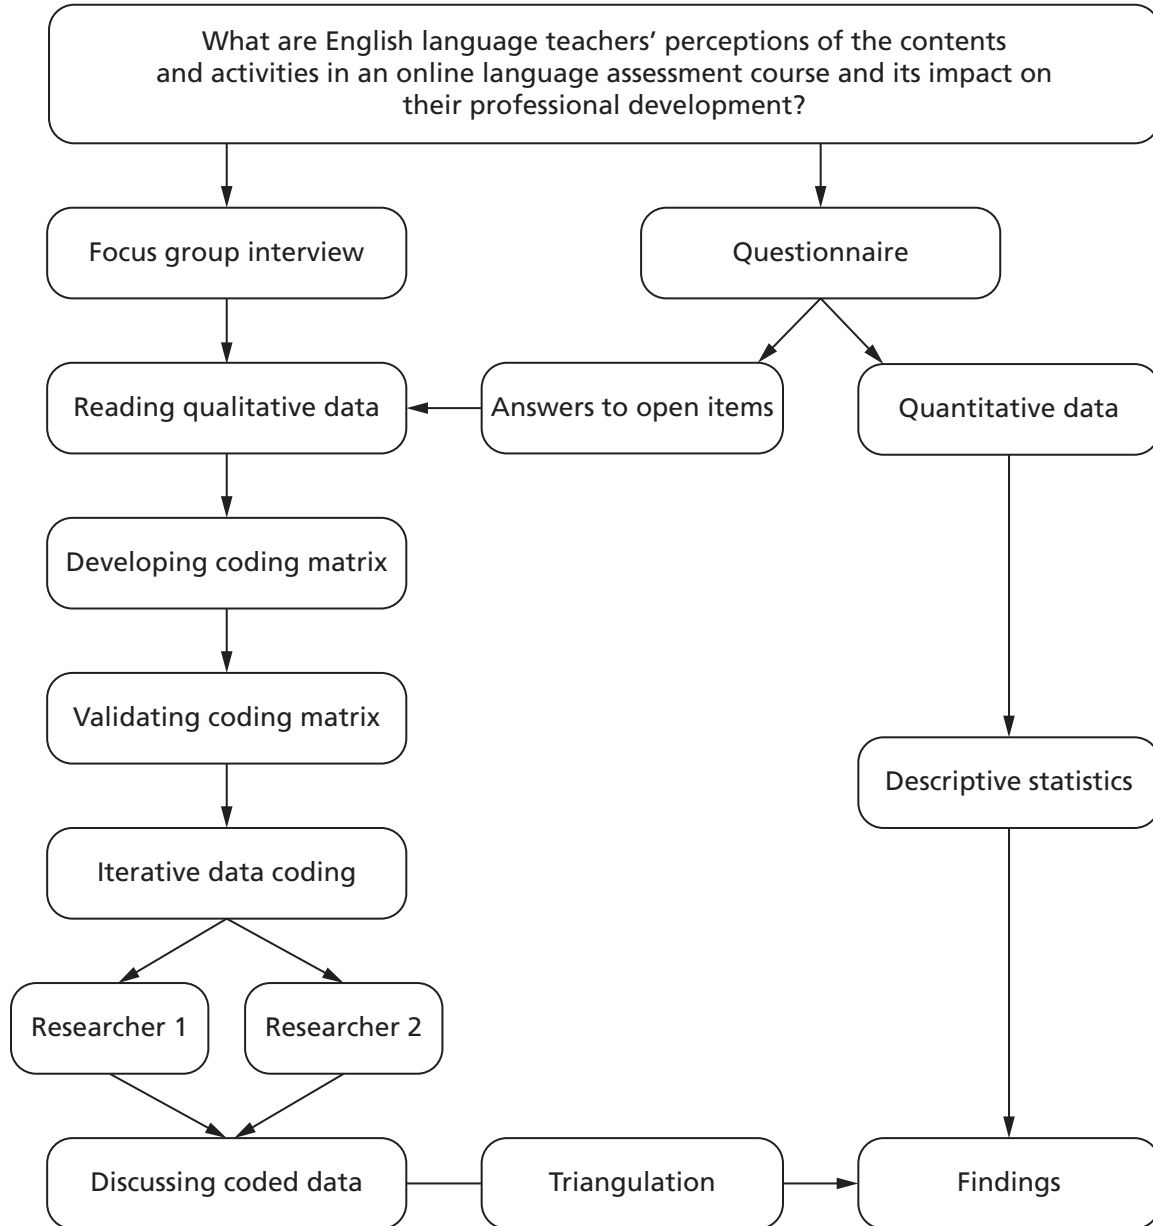 What are English language teachers’ perceptions of the contents
and activities in an online language assessment course and its impact on
their professional development?
Focus group interview
Questionnaire
Reading qualitative data
Answers to open items
Quantitative data
Developing coding matrix
Validating coding matrix
Descriptive statistics
Iterative data coding
Researcher 1
Researcher 2
Discussing coded data
Triangulation
Findings